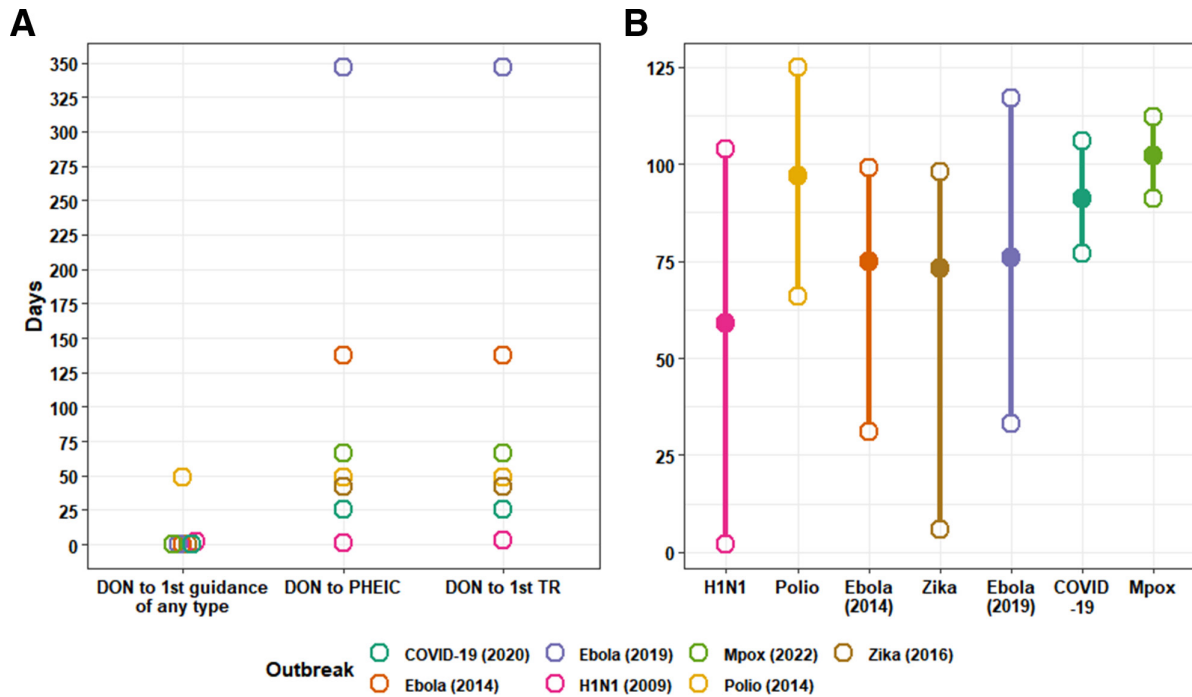 A
B
Days
350
325
300
275
250
225
200
175
150
125
100
75
50
25
0
DON to 1st guidance
of any type
DON to PHEIC
DON to 1st TR
125
100
75
50
25
0
H1N1
Polio
Ebola
(2014)
Zika
Ebola
(2019)
COVID
-19
Mpox
Outbreak
COVID-19 (2020)
Ebola (2019)
Mpox (2022)
Zika (2016)
Ebola (2014)
H1N1 (2009)
Polio (2014)